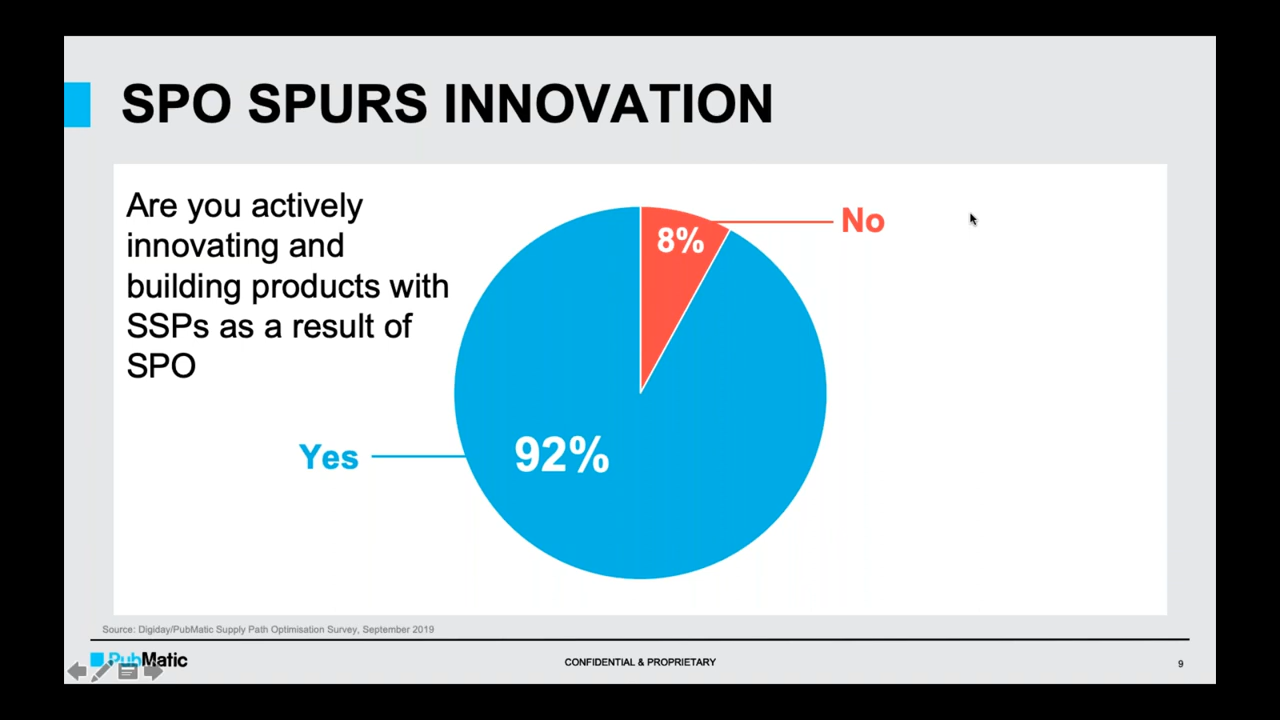 SPO SPURS INNOVATION
Are you actively
innovating and
building products with
SSPs as a result of
SPO
No
8%
Yes
92%
Source: Digiday/PubMatic Supply Path Optimisation Survey, September 2019
PubMatic
CONFIDENTIAL & PROPRIETARY
9